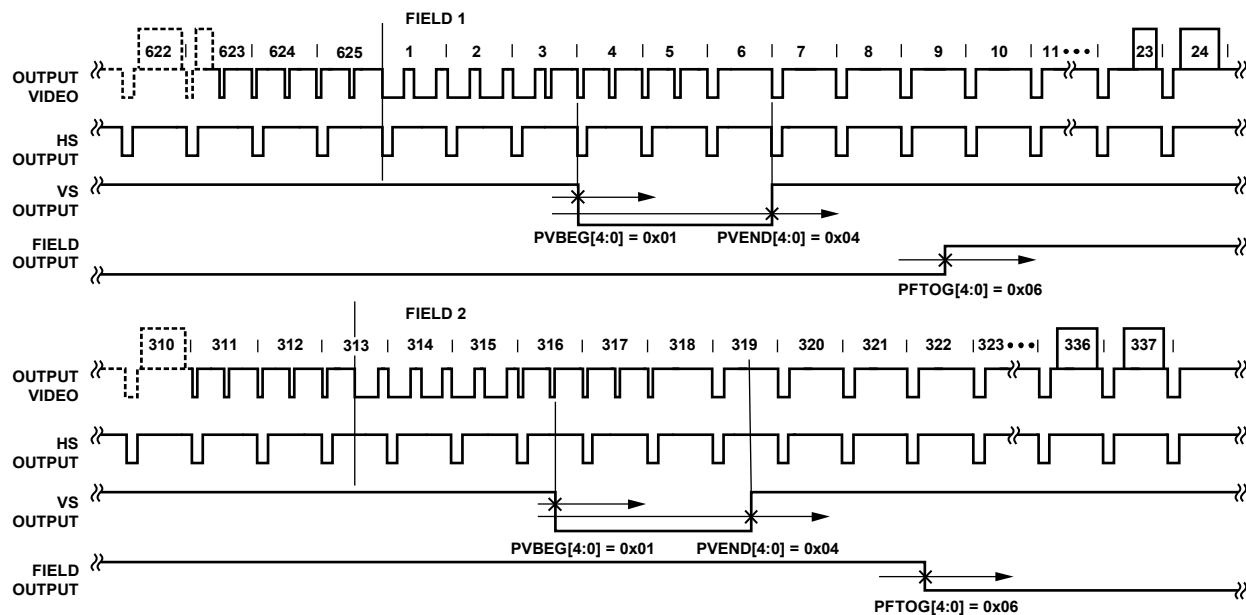 FIELD 1
622 623 624 625 1 2 3 4 5 6 7 8 9 10 11 ••• 23 24
OUTPUT
VIDEO
HS
OUTPUT
VS
OUTPUT
PVBEG[4:0] = 0x01 PVEND[4:0] = 0x04
FIELD
OUTPUT
PFTOG[4:0] = 0x06
FIELD 2
310 311 312 313 314 315 316 317 318 319 320 321 322 323 ••• 336 337
OUTPUT
VIDEO
HS
OUTPUT
VS
OUTPUT
PVBEG[4:0] = 0x01 PVEND[4:0] = 0x04
FIELD
OUTPUT
PFTOG[4:0] = 0x06